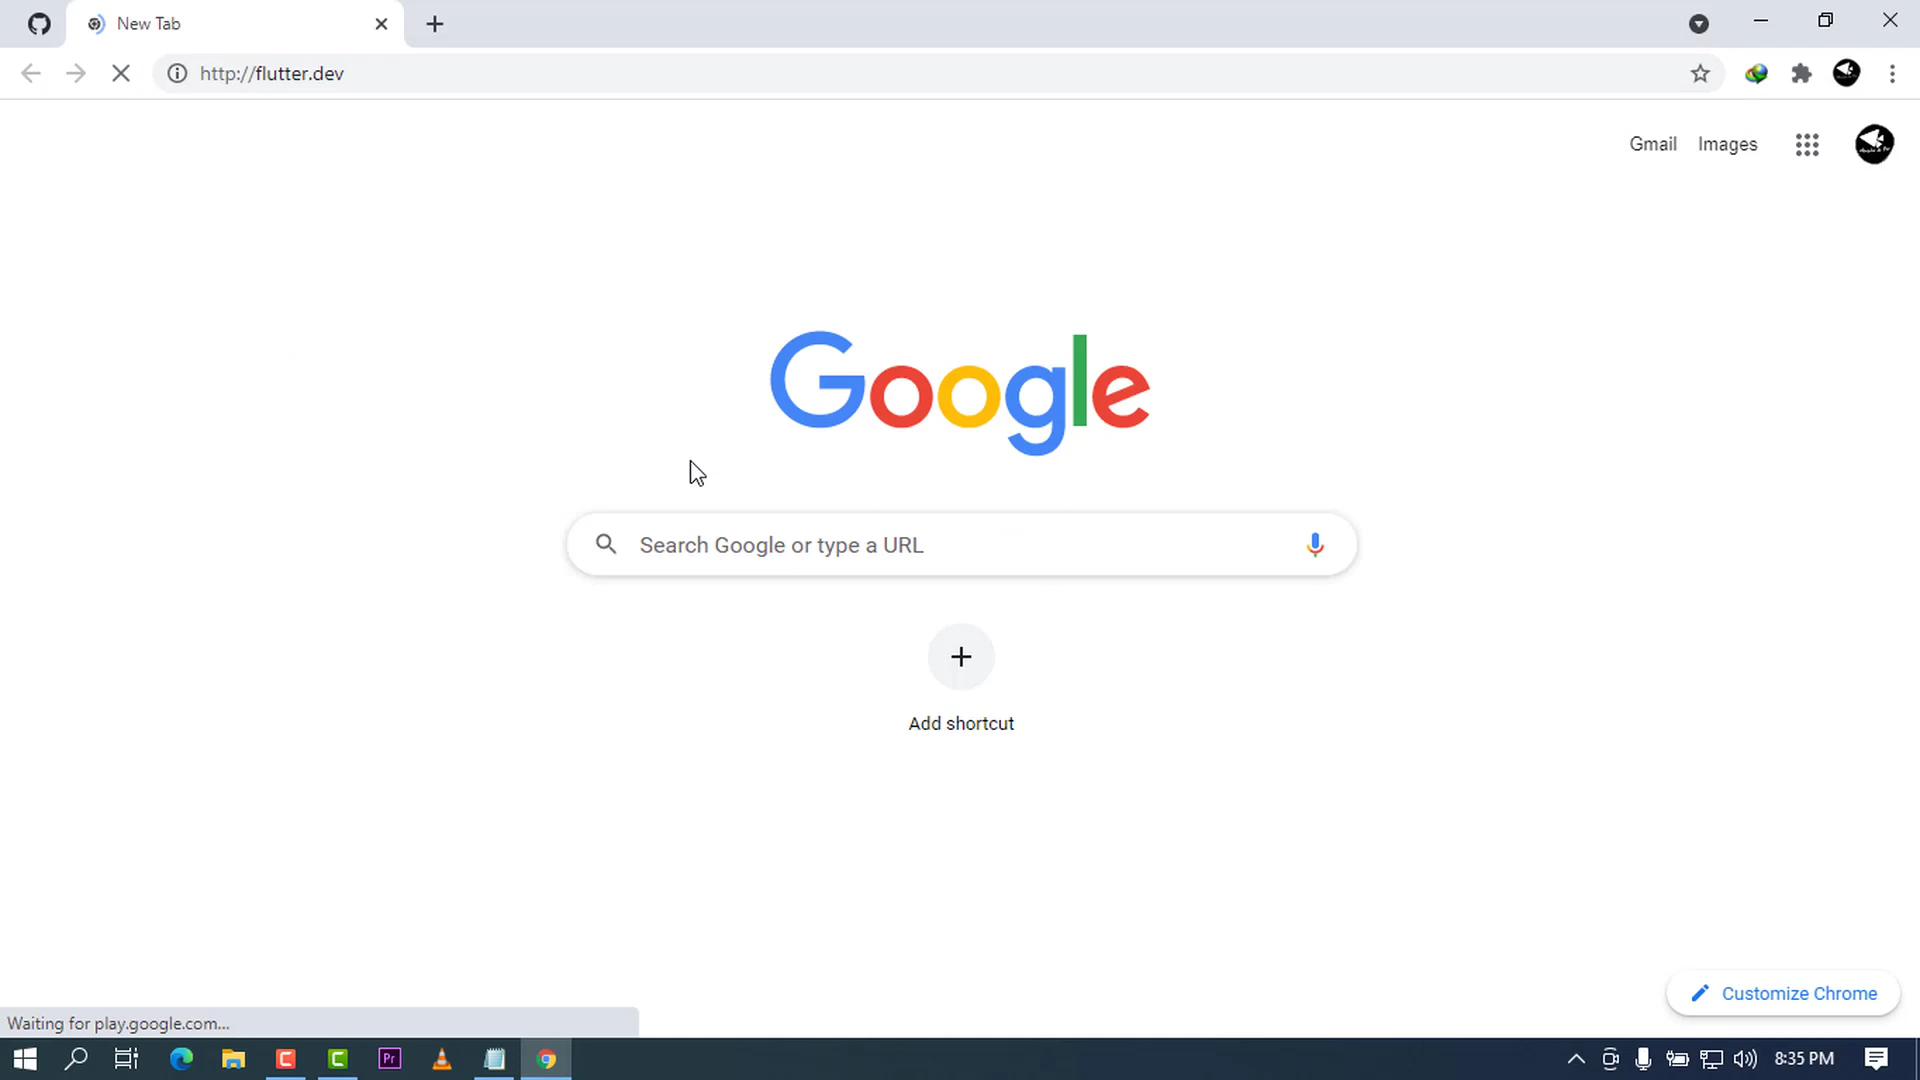 New Tab
http://flutter.dev
Gmail Images
Google
Search Google or type a URL
Add shortcut
Customize Chrome
Waiting for play.google.com...
Pr
8:35 PM